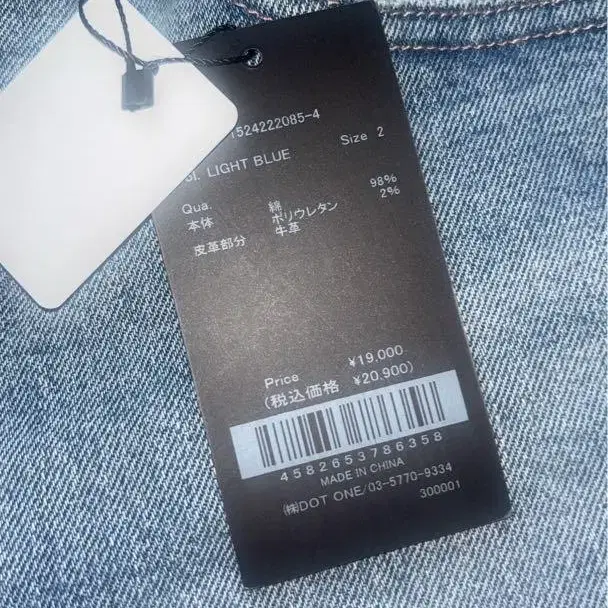 1524222085-4
Size 2
51. LIGHT BLUE
Qua.
本体 綿 98%
ポリウレタン 2%
皮革部分 牛革
Price ¥19,000
(税込価格 ¥20,900)
4582653786358
MADE IN CHINA
㈱DOT ONE/03-5770-9334
300001